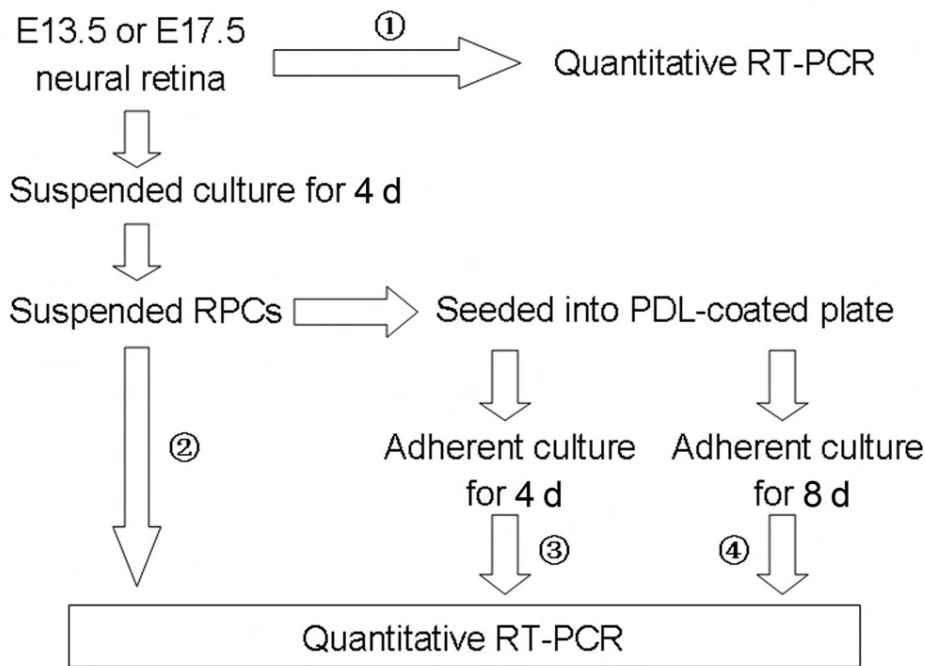 E13.5 or E17.5
neural retina
①
Quantitative RT-PCR
Suspended culture for 4 d
Suspended RPCs
Seeded into PDL-coated plate
②
Adherent culture
for 4 d
Adherent culture
for 8 d
③
④
Quantitative RT-PCR